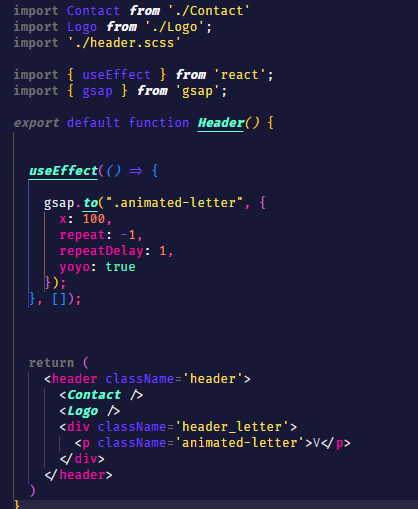 import Contact from './Contact'
import Logo from './Logo';
import './header.scss'
import { useEffect } from 'react';
import { gsap } from 'gsap';
export default function Header() {
useEffect(() => {
gsap.to(".animated-letter", {
x: 100,
repeat: -1,
repeatDelay: 1,
yoyo: true
});
}, []);
return (
<header className='header'>
<Contact />
<Logo />
<div className='header_letter'>
<p className='animated-letter'>V</p>
</div>
</header>
)
}